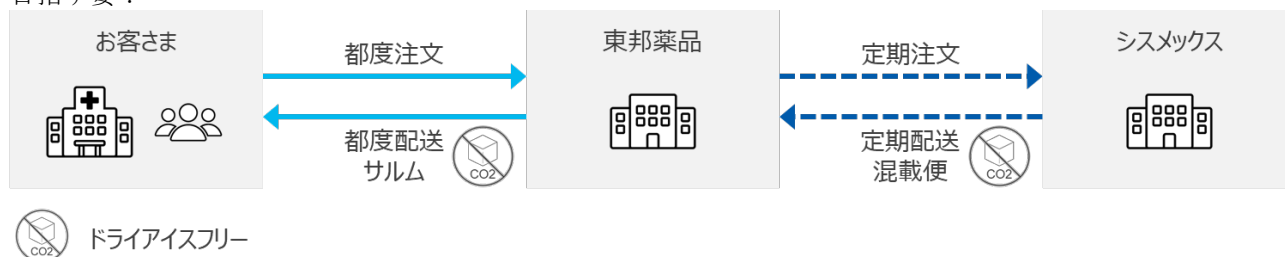 お客さま
東邦薬品
シスメックス
都度注文
定期注文
都度配送
サルム
CO2
定期配送
混載便
CO2
CO2
ドライアイスフリー